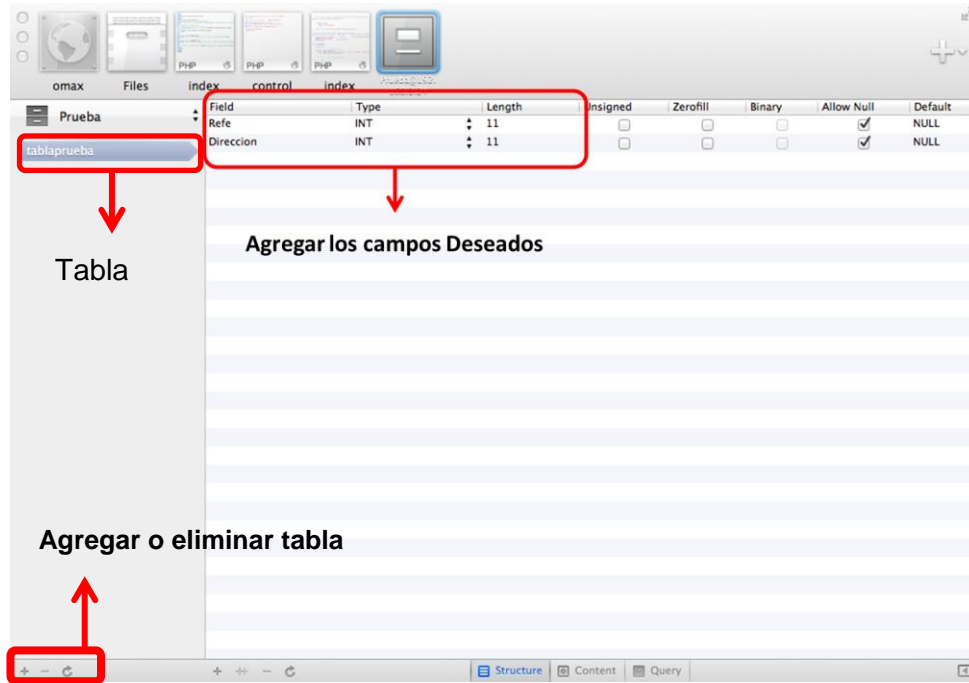 PHP PHP PHP
omax Files index control index
Prueba
tablaprueba
Field Type Length Unsigned Zerofill Binary Allow Null Default
Refe INT 11 NULL
Direccion INT 11 NULL
Agregar los campos Deseados
Tabla
Agregar o eliminar tabla
Structure Content Query